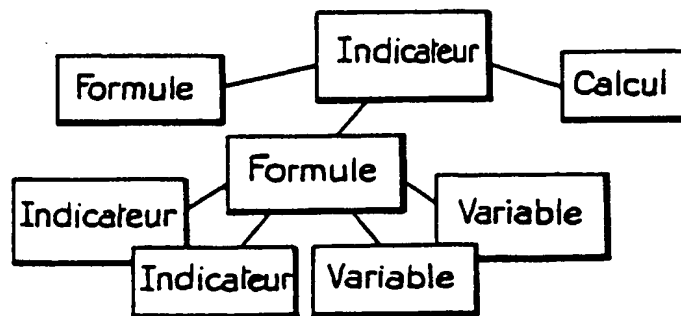 Indicateur
Formule
Calcul
Formule
Indicateur
Variable
Indicateur
Variable